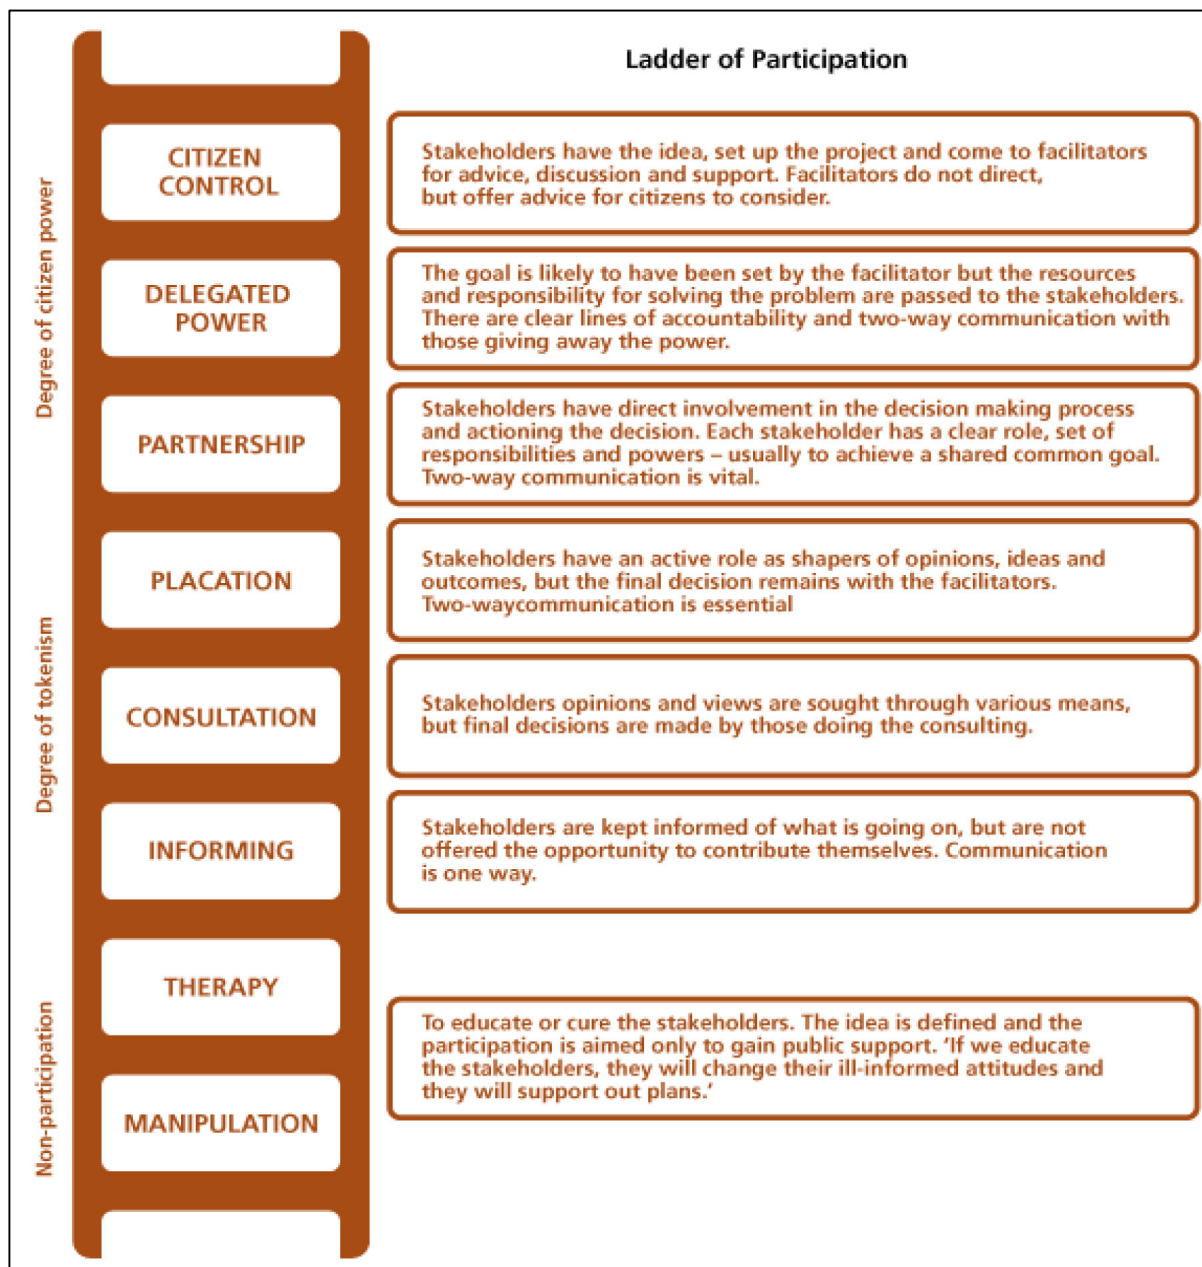 Ladder of Participation
Degree of citizen power
CITIZEN
CONTROL
Stakeholders have the idea, set up the project and come to facilitators
for advice, discussion and support. Facilitators do not direct,
but offer advice for citizens to consider.
DELEGATED
POWER
The goal is likely to have been set by the facilitator but the resources
and responsibility for solving the problem are passed to the stakeholders.
There are clear lines of accountability and two-way communication with
those giving away the power.
PARTNERSHIP
Stakeholders have direct involvement in the decision making process
and actioning the decision. Each stakeholder has a clear role, set of
responsibilities and powers – usually to achieve a shared common goal.
Two-way communication is vital.
Degree of tokenism
PLACATION
Stakeholders have an active role as shapers of opinions, ideas and
outcomes, but the final decision remains with the facilitators.
Two-waycommunication is essential
CONSULTATION
Stakeholders opinions and views are sought through various means,
but final decisions are made by those doing the consulting.
INFORMING
Stakeholders are kept informed of what is going on, but are not
offered the opportunity to contribute themselves. Communication
is one way.
Non-participation
THERAPY
MANIPULATION
To educate or cure the stakeholders. The idea is defined and the
participation is aimed only to gain public support. ‘If we educate
the stakeholders, they will change their ill-informed attitudes and
they will support out plans.’